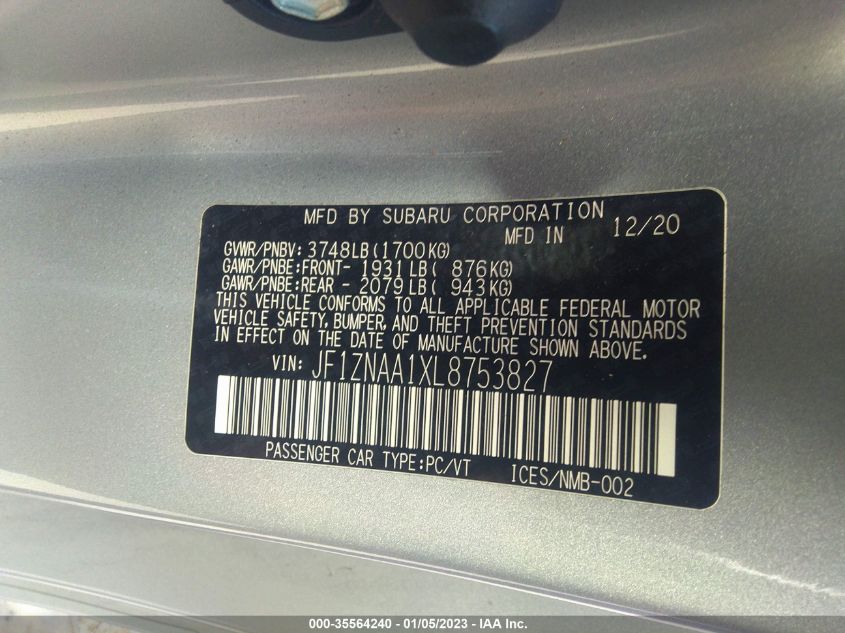 MFD BY SUBARU CORPORATION
MFD IN 12/20
GVWR/PNBV: 3748LB(1700KG)
GAWR/PNBE:FRONT- 1931 LB( 876KG)
GAWR/PNBE:REAR - 2079 LB( 943KG)
THIS VEHICLE CONFORMS TO ALL APPLICABLE FEDERAL MOTOR
VEHICLE SAFETY, BUMPER, AND THEFT PREVENTION STANDARDS
IN EFFECT ON THE DATE OF MANUFACTURE SHOWN ABOVE.
VIN: JF1ZNAA1XL8753827
PASSENGER CAR TYPE:PC/VT ICES/NMB-002
000-35564240 - 01/05/2023 - IAA Inc.